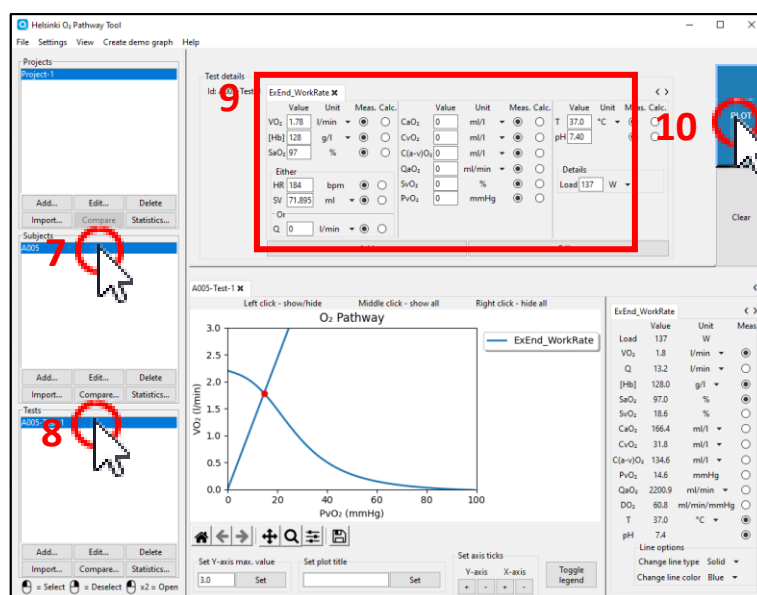 Helsinki O₂ Pathway Tool
File Settings View Create demo graph Help
Projects
Project-1
Add... Edit... Delete
Import... Compare Statistics...
Subjects
A005
7
Add... Edit... Delete
Import... Compare... Statistics...
Tests
A005-Test-1
8
Add... Edit... Delete
Import... Compare... Statistics...
= Select = Deselect x2 = Open
Test details
9
ExEnd_WorkRate ✖
< >
Value Unit Meas. Calc.
VO₂ 1.78 l/min
[Hb] 128 g/l
SaO₂ 97 %
Either
HR 184 bpm
SV 71.895 ml
Or
Q 0 l/min
Value Unit Meas. Calc.
CaO₂ 0 ml/l
CvO₂ 0 ml/l
C(a-v)O₂ 0 ml/l
QaO₂ 0 ml/min
SvO₂ 0 %
PvO₂ 0 mmHg
Value Unit Meas. Calc.
T 37.0 °C
pH 7.40
Details
Load 137 W
10
PLOT
Clear
A005-Test-1 ✖
Left click - show/hide Middle click - show all Right click - hide all
O₂ Pathway
ExEnd_WorkRate
VO₂ (l/min)
3.0
2.5
2.0
1.5
1.0
0.5
0.0
0 20 40 60 80 100
PvO₂ (mmHg)
Set Y-axis max. value
3.0 Set
Set plot title
Set
Set axis ticks
Y-axis X-axis
+ - + -
Toggle
legend
ExEnd_WorkRate < >
Value Unit Meas
Load 137 W
VO₂ 1.8 l/min
Q 13.2 l/min
[Hb] 128.0 g/l
SaO₂ 97.0 %
SvO₂ 18.6 %
CaO₂ 166.4 ml/l
CvO₂ 31.8 ml/l
C(a-v)O₂ 134.6 ml/l
PvO₂ 14.6 mmHg
QaO₂ 2200.9 ml/min
DO₂ 60.8 ml/min/mmHg
T 37.0 °C
pH 7.4
Line options
Change line type Solid
Change line color Blue